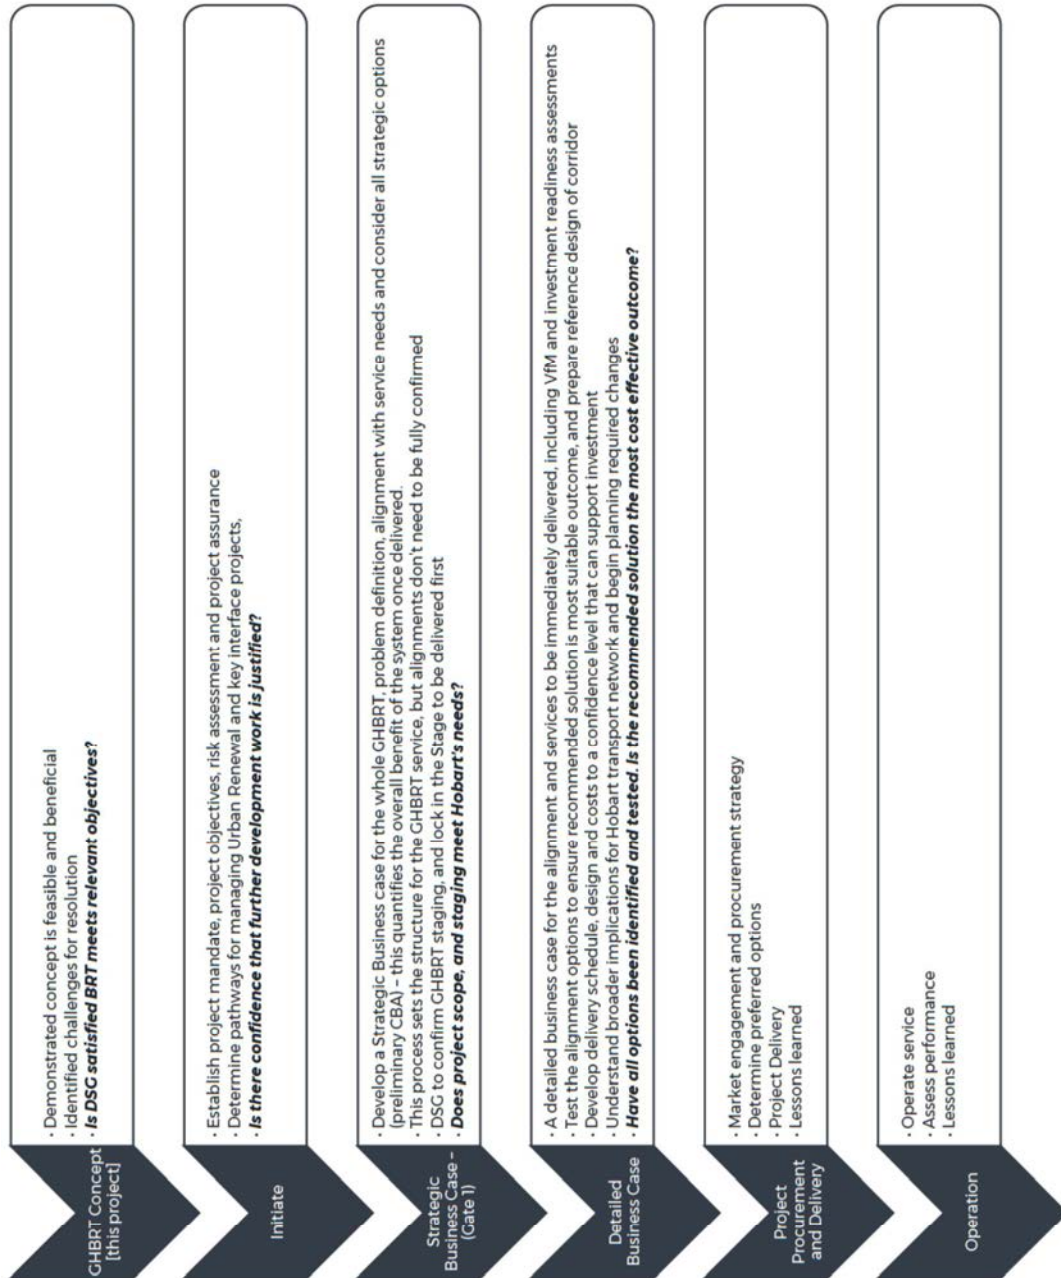 GHBRT Concept
[this project]
· Demonstrated concept is feasible and beneficial
· Identified challenges for resolution
· Is DSG satisfied BRT meets relevant objectives?
Initiate
· Establish project mandate, project objectives, risk assessment and project assurance
· Determine pathways for managing Urban Renewal and key interface projects,
· Is there confidence that further development work is justified?
Strategic
Business Case –
(Gate 1)
· Develop a Strategic Business case for the whole GHBRT, problem definition, alignment with service needs and consider all strategic options
(preliminary CBA) – this quantifies the overall benefit of the system once delivered.
· This process sets the structure for the GHBRT service, but alignments don't need to be fully confirmed
· DSG to confirm GHBRT staging, and lock in the Stage to be delivered first
· Does project scope, and staging meet Hobart's needs?
Detailed
Business Case
· A detailed business case for the alignment and services to be immediately delivered, including VfM and investment readiness assessments
· Test the alignment options to ensure recommended solution is most suitable outcome, and prepare reference design of corridor
· Develop delivery schedule, design and costs to a confidence level that can support investment
· Understand broader implications for Hobart transport network and begin planning required changes
· Have all options been identified and tested. Is the recommended solution the most cost effective outcome?
Project
Procurement
and Delivery
· Market engagement and procurement strategy
· Determine preferred options
· Project Delivery
· Lessons learned
Operation
· Operate service
· Assess performance
· Lessons learned